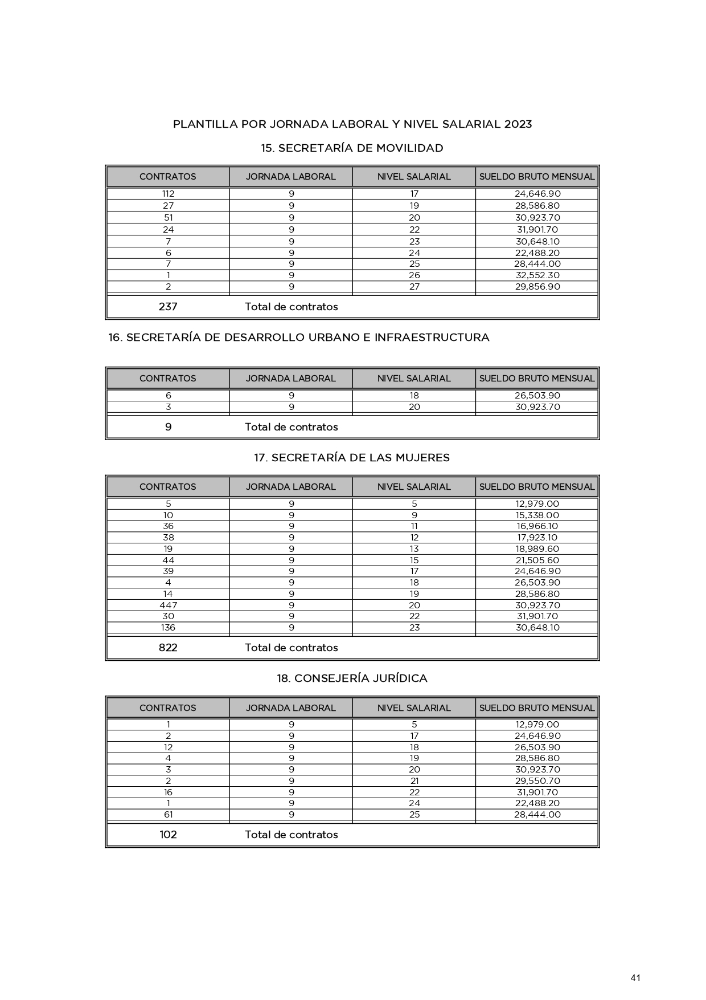 PLANTILLA POR JORNADA LABORAL Y NIVEL SALARIAL 2023
15. SECRETARÍA DE MOVILIDAD
CONTRATOS JORNADA LABORAL NIVEL SALARIAL SUELDO BRUTO MENSUAL
112 9 17 24,646.90
27 9 19 28,586.80
51 9 20 30,923.70
24 9 22 31,901.70
7 9 23 30,648.10
6 9 24 22,488.20
7 9 25 28,444.00
1 9 26 32,552.30
2 9 27 29,856.90
237 Total de contratos
16. SECRETARÍA DE DESARROLLO URBANO E INFRAESTRUCTURA
CONTRATOS JORNADA LABORAL NIVEL SALARIAL SUELDO BRUTO MENSUAL
6 9 18 26,503.90
3 9 20 30,923.70
9 Total de contratos
17. SECRETARÍA DE LAS MUJERES
CONTRATOS JORNADA LABORAL NIVEL SALARIAL SUELDO BRUTO MENSUAL
5 9 5 12,979.00
10 9 9 15,338.00
36 9 11 16,966.10
38 9 12 17,923.10
19 9 13 18,989.60
44 9 15 21,505.60
39 9 17 24,646.90
4 9 18 26,503.90
14 9 19 28,586.80
447 9 20 30,923.70
30 9 22 31,901.70
136 9 23 30,648.10
822 Total de contratos
18. CONSEJERÍA JURÍDICA
CONTRATOS JORNADA LABORAL NIVEL SALARIAL SUELDO BRUTO MENSUAL
1 9 5 12,979.00
2 9 17 24,646.90
12 9 18 26,503.90
4 9 19 28,586.80
3 9 20 30,923.70
2 9 21 29,550.70
16 9 22 31,901.70
1 9 24 22,488.20
61 9 25 28,444.00
102 Total de contratos
41